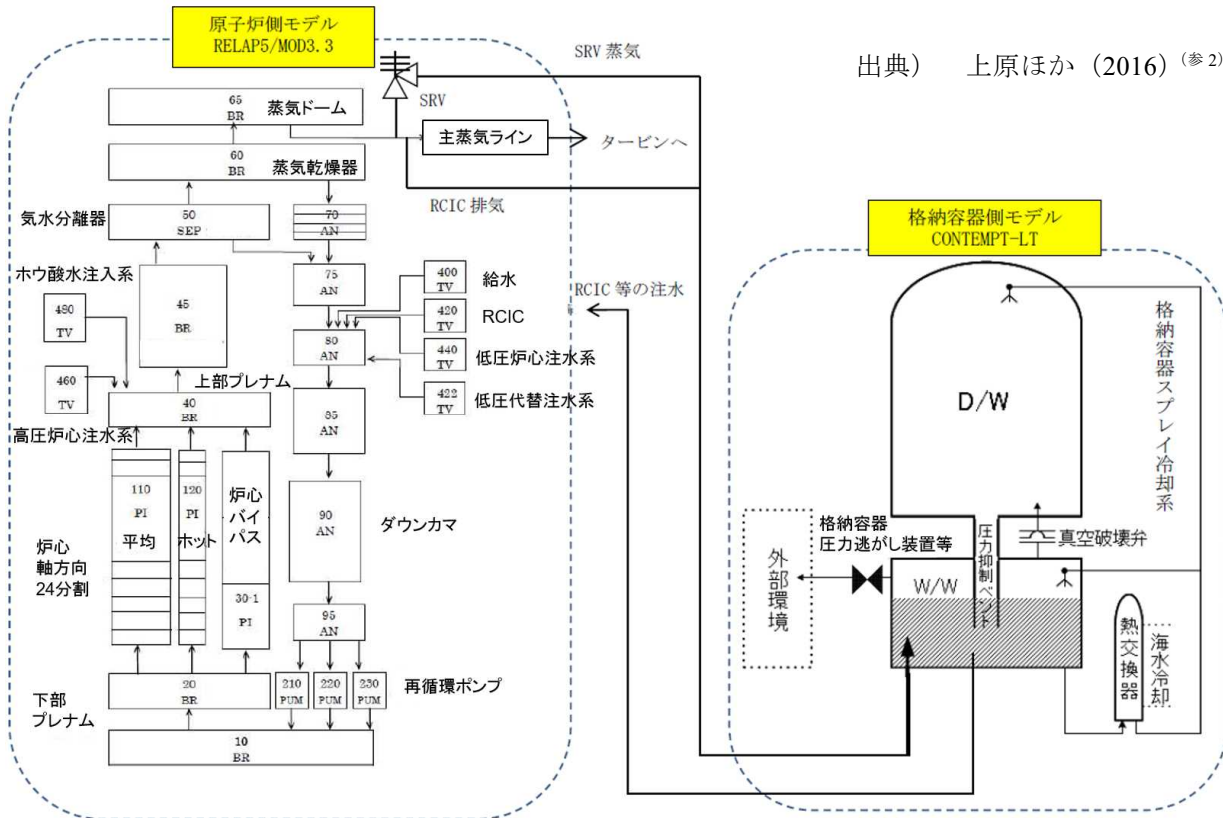 原子炉側モデル
RELAP5/MOD3.3
SRV 蒸気
出典） 上原ほか（2016）(参 2)
65
BR
蒸気ドーム
SRV
主蒸気ライン
タービンへ
60
BR
蒸気乾燥器
RCIC 排気
気水分離器
50
SEP
70
AN
格納容器側モデル
CONTEMPT-LT
ホウ酸水注入系
45
BR
75
AN
400
TV
給水
RCIC 等の注水
480
TV
420
TV
RCIC
80
AN
440
TV
低圧炉心注水系
460
TV
上部プレナム
422
TV
低圧代替注水系
40
BR
高圧炉心注水系
85
AN
D/W
格納容器スプレイ冷却系
110
PI
平均
120
PI
ホット
炉心
バイ
パス
90
AN
ダウンカマ
炉心
軸方向
24分割
30-1
PI
格納容器
圧力逃がし装置等
圧力抑制ベント
真空破壊弁
外部環境
W/W
95
AN
熱交換器
海水冷却
20
BR
210
PUM
220
PUM
230
PUM
再循環ポンプ
下部
プレナム
10
BR